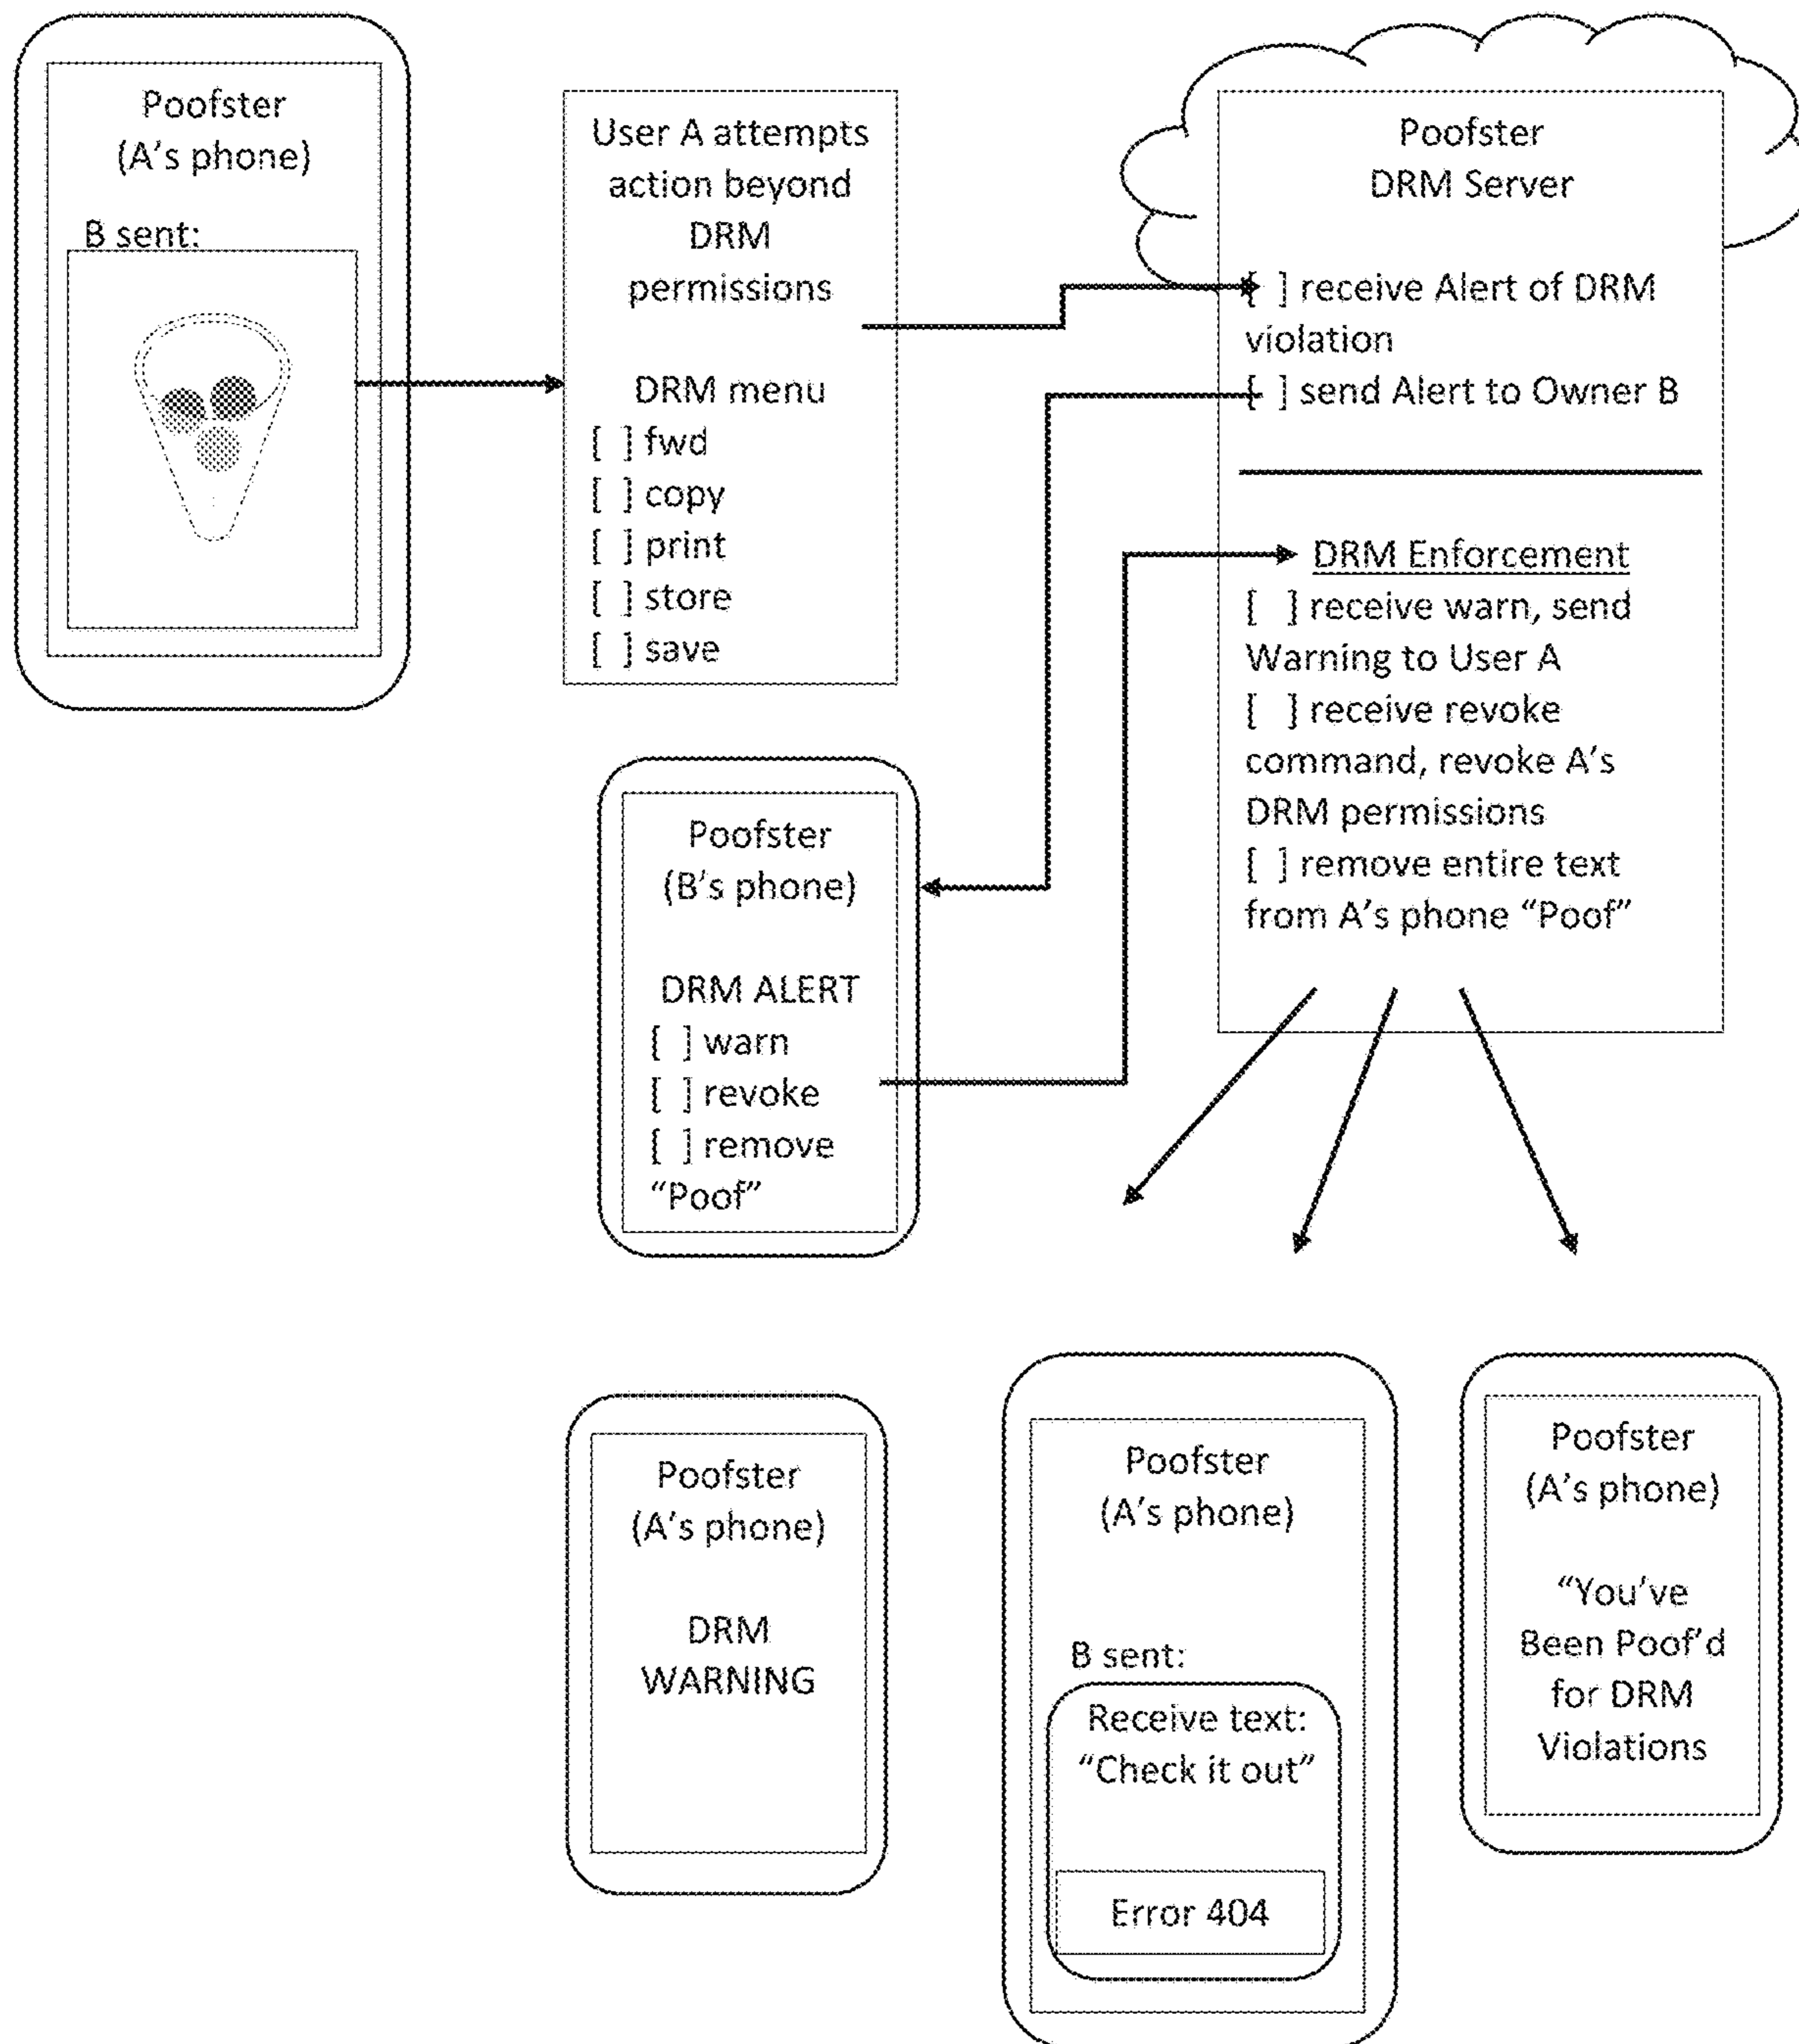 Poofster
(A's phone)
B sent:
User A attempts
action beyond
DRM
permissions
DRM menu
[ ] fwd
[ ] copy
[ ] print
[ ] store
[ ] save
Poofster
DRM Server
[ ] receive Alert of DRM
violation
[ ] send Alert to Owner B
DRM Enforcement
[ ] receive warn, send
Warning to User A
[ ] receive revoke
command, revoke A's
DRM permissions
[ ] remove entire text
from A's phone “Poof”
Poofster
(B's phone)
DRM ALERT
[ ] warn
[ ] revoke
[ ] remove
“Poof”
Poofster
(A's phone)
DRM
WARNING
Poofster
(A's phone)
B sent:
Receive text:
“Check it out”
Error 404
Poofster
(A's phone)
“You've
Been Poof'd
for DRM
Violations